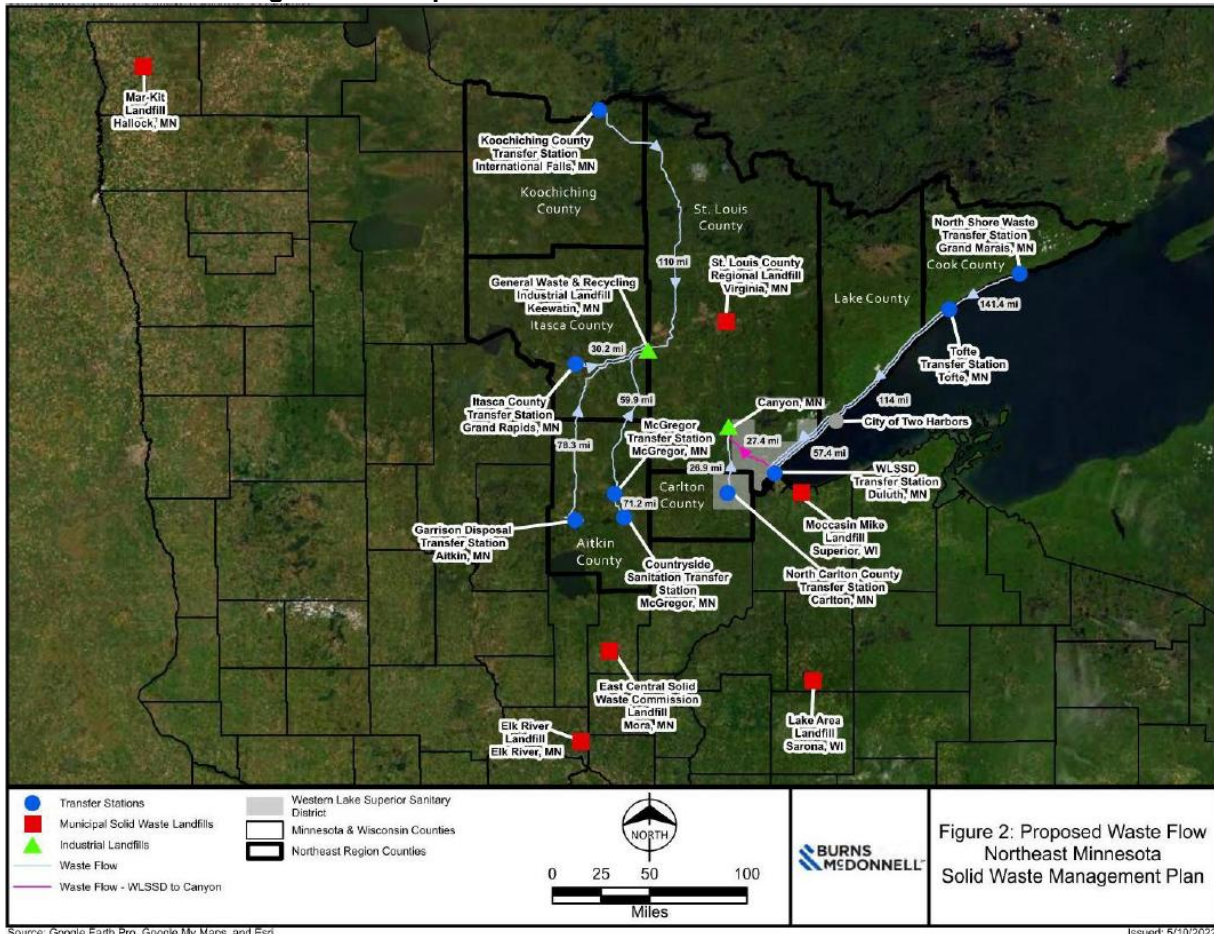 Mar-Kit
Landfill
Hallock, MN
Koochiching County
Transfer Station
International Falls, MN
Koochiching
County
St. Louis
County
North Shore Waste
Transfer Station
Grand Marais, MN
Cook County
110 mi
St. Louis County
Regional Landfill
Virginia, MN
General Waste & Recycling
Industrial Landfill
Keewatin, MN
Itasca County
Lake County
141.4 mi
30.2 mi
Tofte
Transfer Station
Tofte, MN
Itasca County
Transfer Station
Grand Rapids, MN
59.9 mi
Canyon, MN
114 mi
City of Two Harbors
McGregor
Transfer Station
McGregor, MN
78.3 mi
27.4 mi
57.4 mi
26.9 mi
WLSSD
Transfer Station
Duluth, MN
Carlton
County
71.2 mi
Garrison Disposal
Transfer Station
Aitkin, MN
Aitkin
County
Countryside
Sanitation Transfer
Station
McGregor, MN
Moccasin Mike
Landfill
Superior, WI
North Carlton County
Transfer Station
Carlton, MN
East Central Solid
Waste Commission
Landfill
Mora, MN
Elk River
Landfill
Elk River, MN
Lake Area
Landfill
Sarona, WI
Transfer Stations
Municipal Solid Waste Landfills
Industrial Landfills
Waste Flow
Waste Flow - WLSSD to Canyon
Western Lake Superior Sanitary
District
Minnesota & Wisconsin Counties
Northeast Region Counties
NORTH
0 25 50 100
Miles
BURNS
MCDONNELL
Figure 2: Proposed Waste Flow
Northeast Minnesota
Solid Waste Management Plan
Source: Google Earth Pro, Google My Maps, and Esri
Issued: 5/10/2022